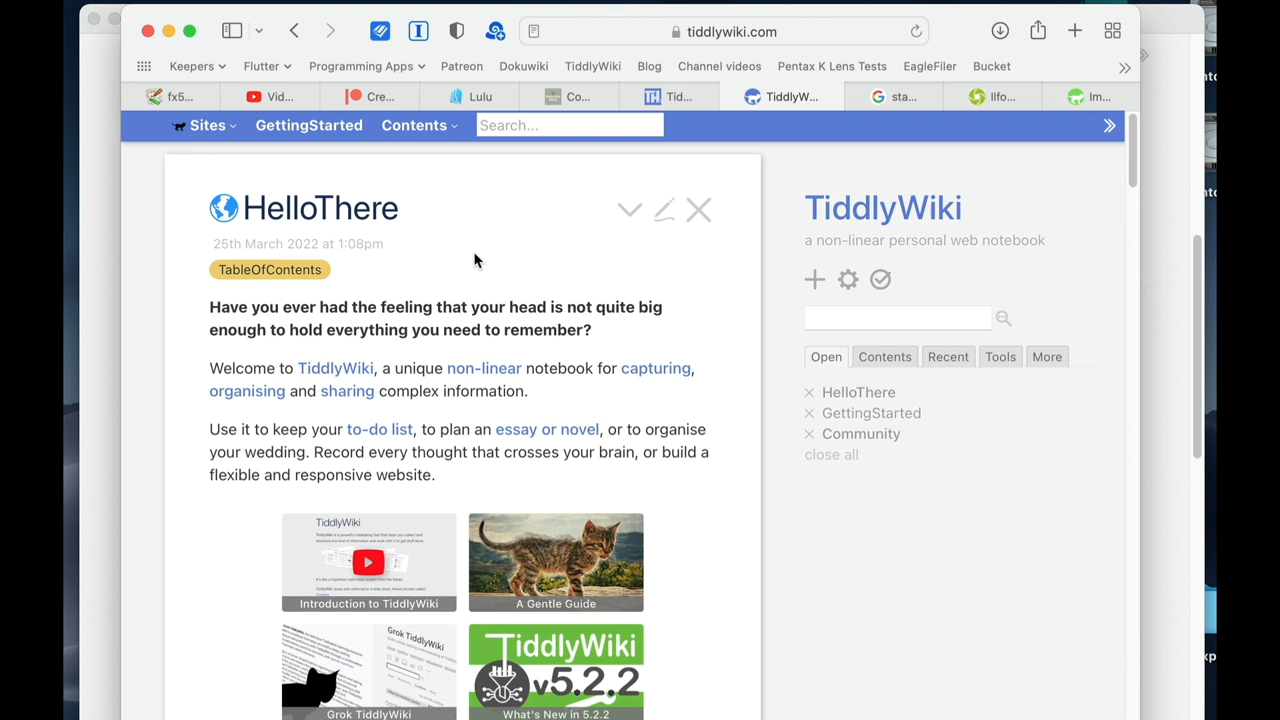 tiddlywiki.com
Keepers Flutter Programming Apps Patreon Dokuwiki TiddlyWiki Blog Channel videos Pentax K Lens Tests EagleFiler Bucket
fx5... Vid... Cre... Lulu Co... Tid... TiddlyW... sta... Ilfo... Im...
Sites GettingStarted Contents Search...
HelloThere
25th March 2022 at 1:08pm
TableOfContents
Have you ever had the feeling that your head is not quite big
enough to hold everything you need to remember?
Welcome to TiddlyWiki, a unique non-linear notebook for capturing,
organising and sharing complex information.
Use it to keep your to-do list, to plan an essay or novel, or to organise
your wedding. Record every thought that crosses your brain, or build a
flexible and responsive website.
TiddlyWiki
Introduction to TiddlyWiki
A Gentle Guide
Grok TiddlyWiki
Grok TiddlyWiki
TiddlyWiki
v5.2.2
What's New in 5.2.2
TiddlyWiki
a non-linear personal web notebook
Open Contents Recent Tools More
HelloThere
GettingStarted
Community
close all